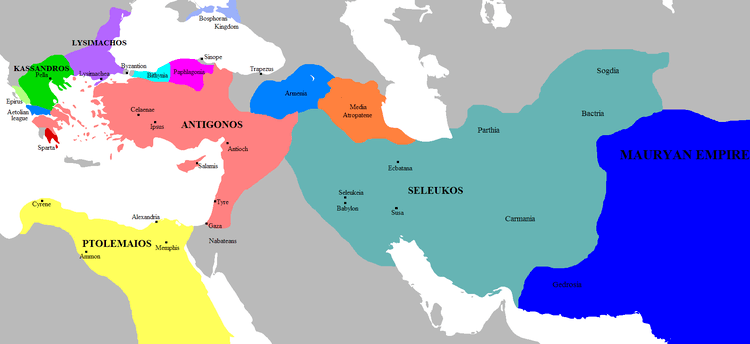 Bosphoran
Kingdom
LYSIMACHOS
Sinope
Byzantion
Trapezus
KASSANDROS
Pella
Lysimachea
Bithynia
Paphlagonia
Sogdia
Epirus
Aetolian
league
Celaenae
Ipsus
ANTIGONOS
Armenia
Media
Atropatene
Bactria
Parthia
Sparta
Antioch
Salamis
MAURYAN EMPIRE
Ecbatana
Seleukeia
Babylon
Susa
SELEUKOS
Cyrene
Tyre
Alexandria
Gaza
Carmania
PTOLEMAIOS
Memphis
Nabateans
Ammon
Gedrosia